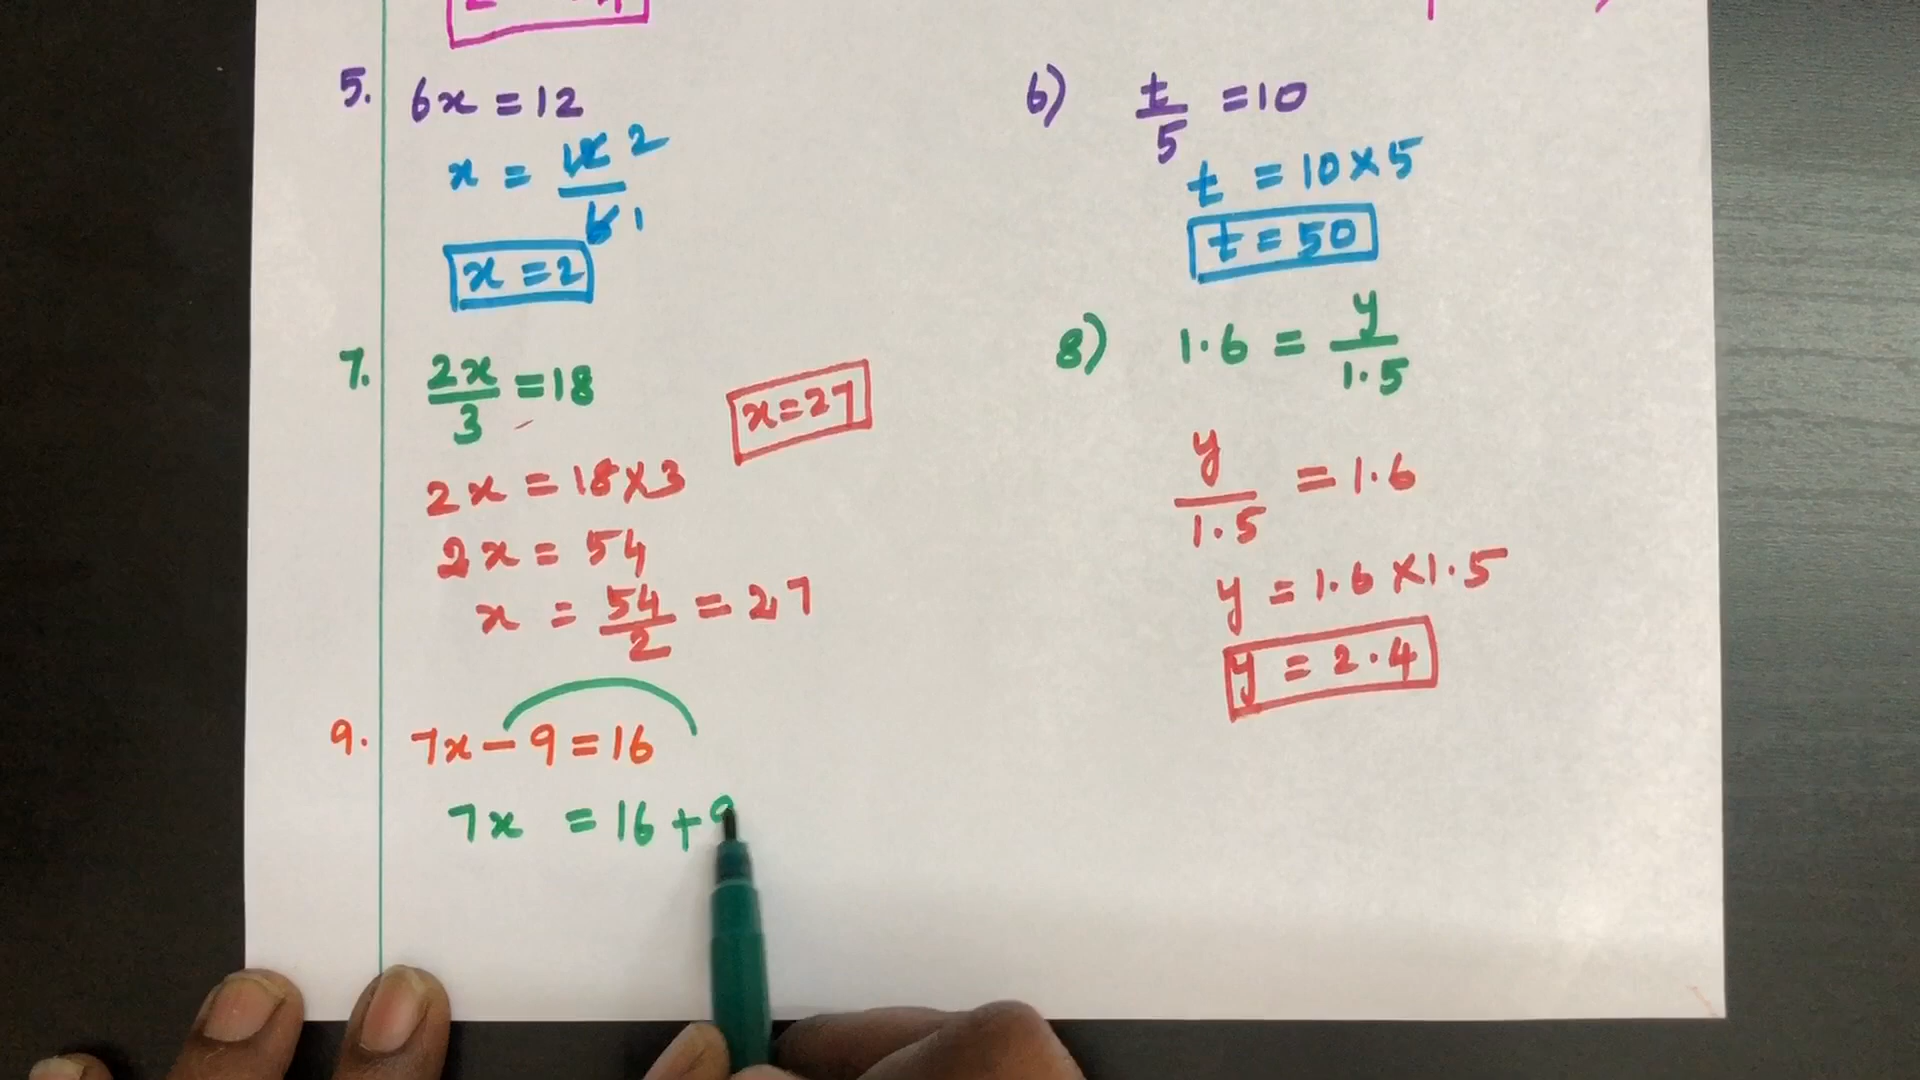 5. 6x = 12
x = 12/6 2 1
x = 2
6) t/5 = 10
t = 10 x 5
t = 50
7. 2x/3 = 18
2x = 18 x 3
2x = 54
x = 54/2 = 27
x = 27
8) 1.6 = y/1.5
y/1.5 = 1.6
y = 1.6 x 1.5
y = 2.4
9. 7x - 9 = 16
7x = 16 + 9